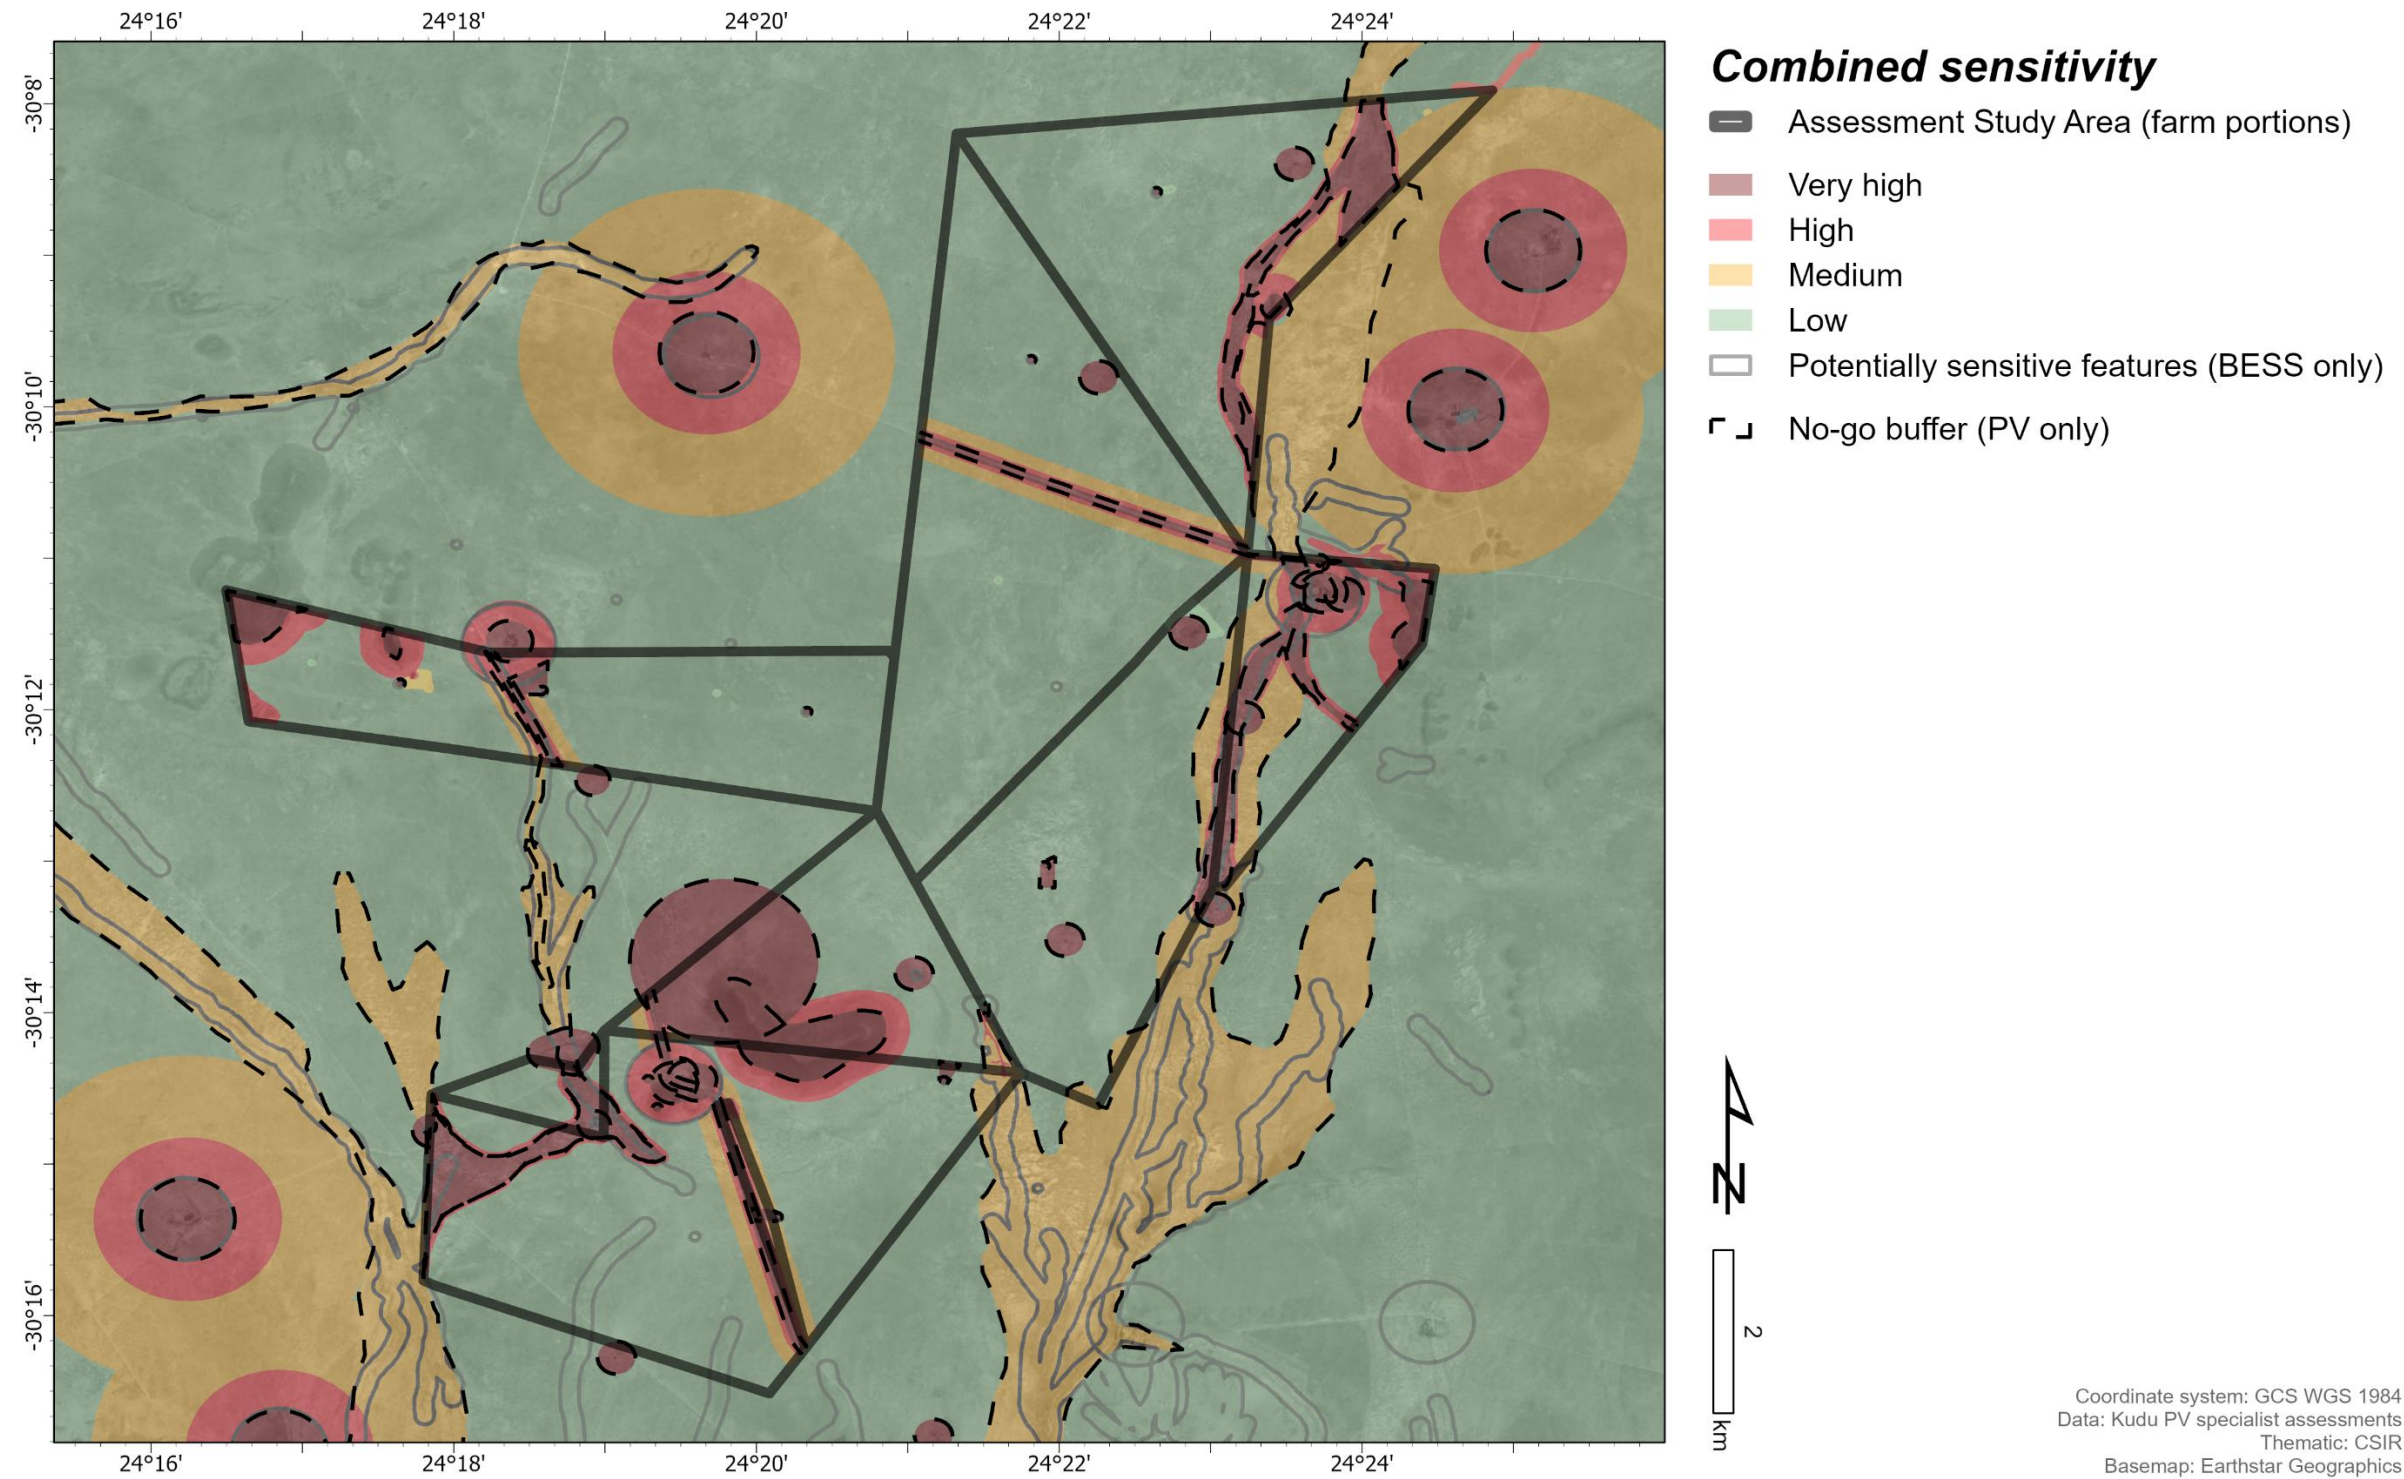 24°16' 24°18' 24°20' 24°22' 24°24'
-30°8'
-30°10'
-30°12'
-30°14'
-30°16'
24°16' 24°18' 24°20' 24°22' 24°24'
Combined sensitivity
Assessment Study Area (farm portions)
Very high
High
Medium
Low
Potentially sensitive features (BESS only)
No-go buffer (PV only)
N
2
km
Coordinate system: GCS WGS 1984
Data: Kudu PV specialist assessments
Thematic: CSIR
Basemap: Earthstar Geographics